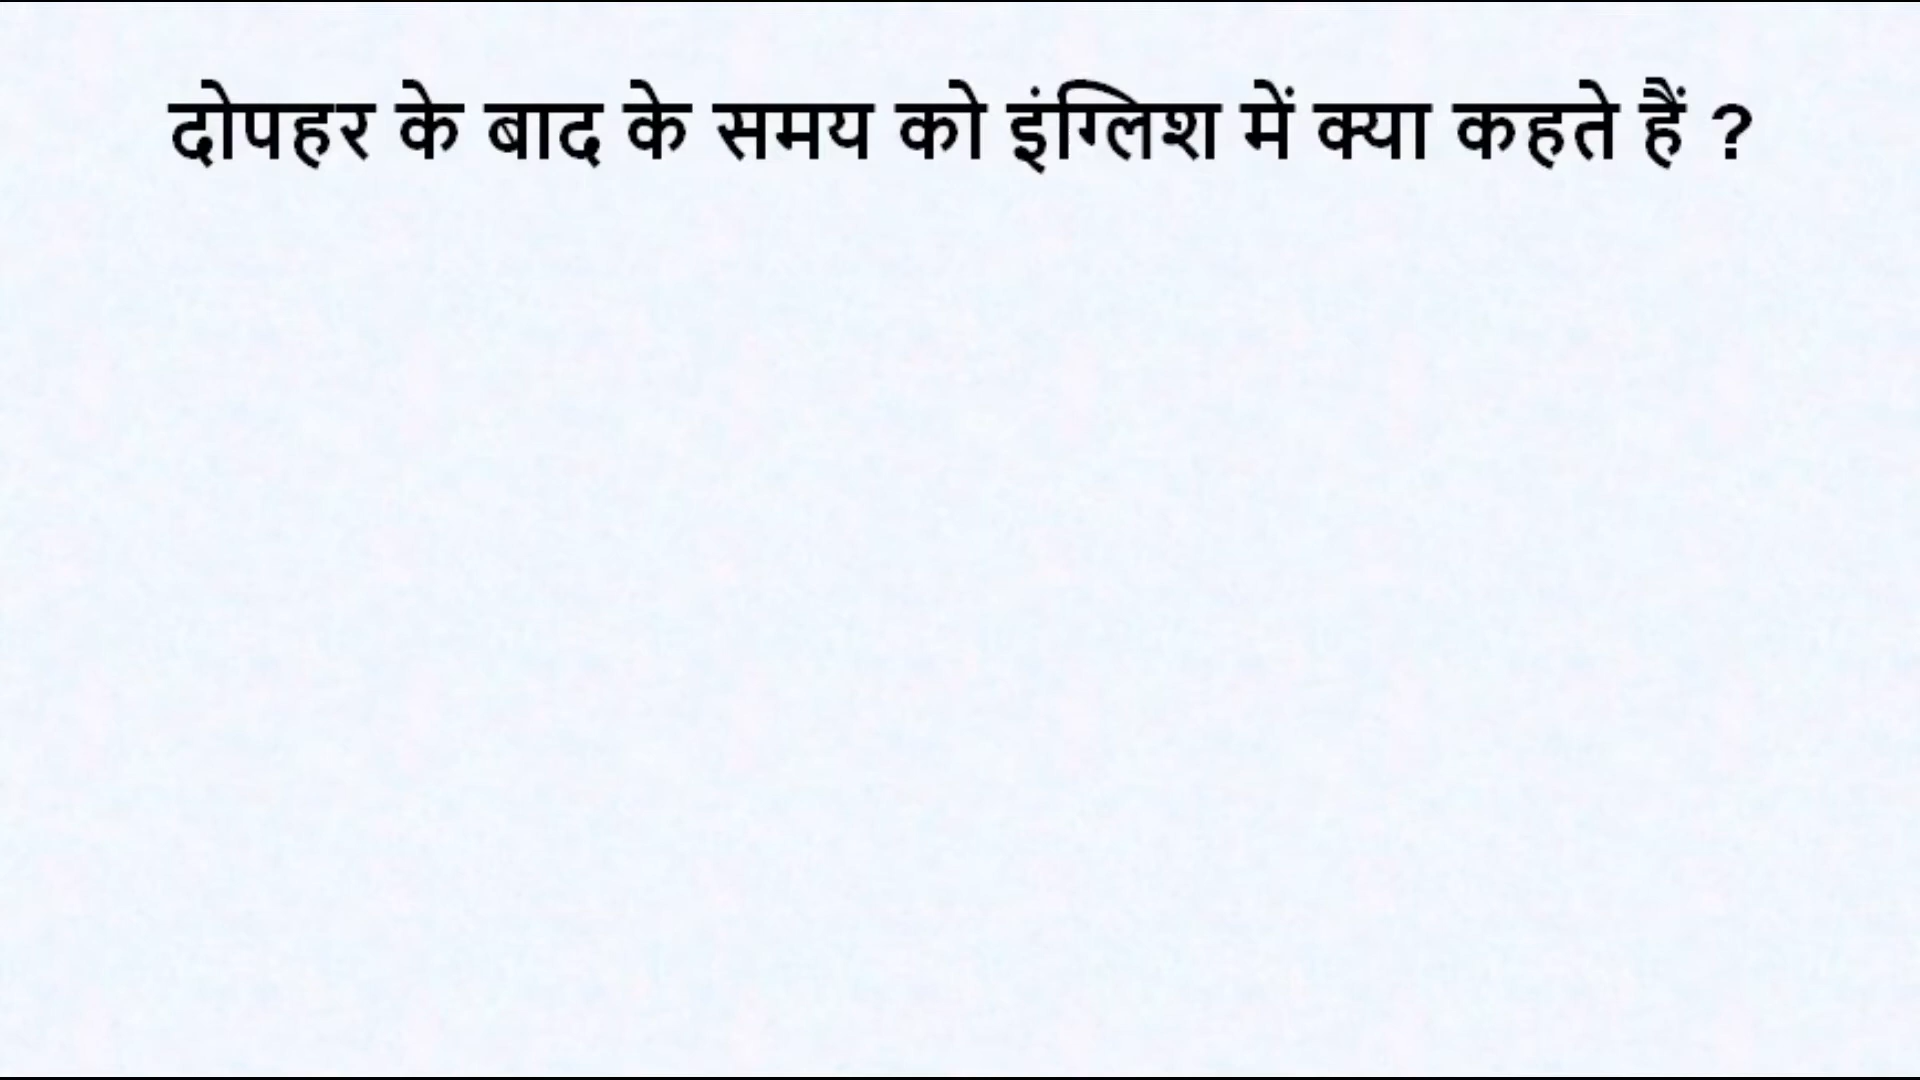 दोपहर के बाद के समय को इंग्लिश में क्या कहते हैं ?